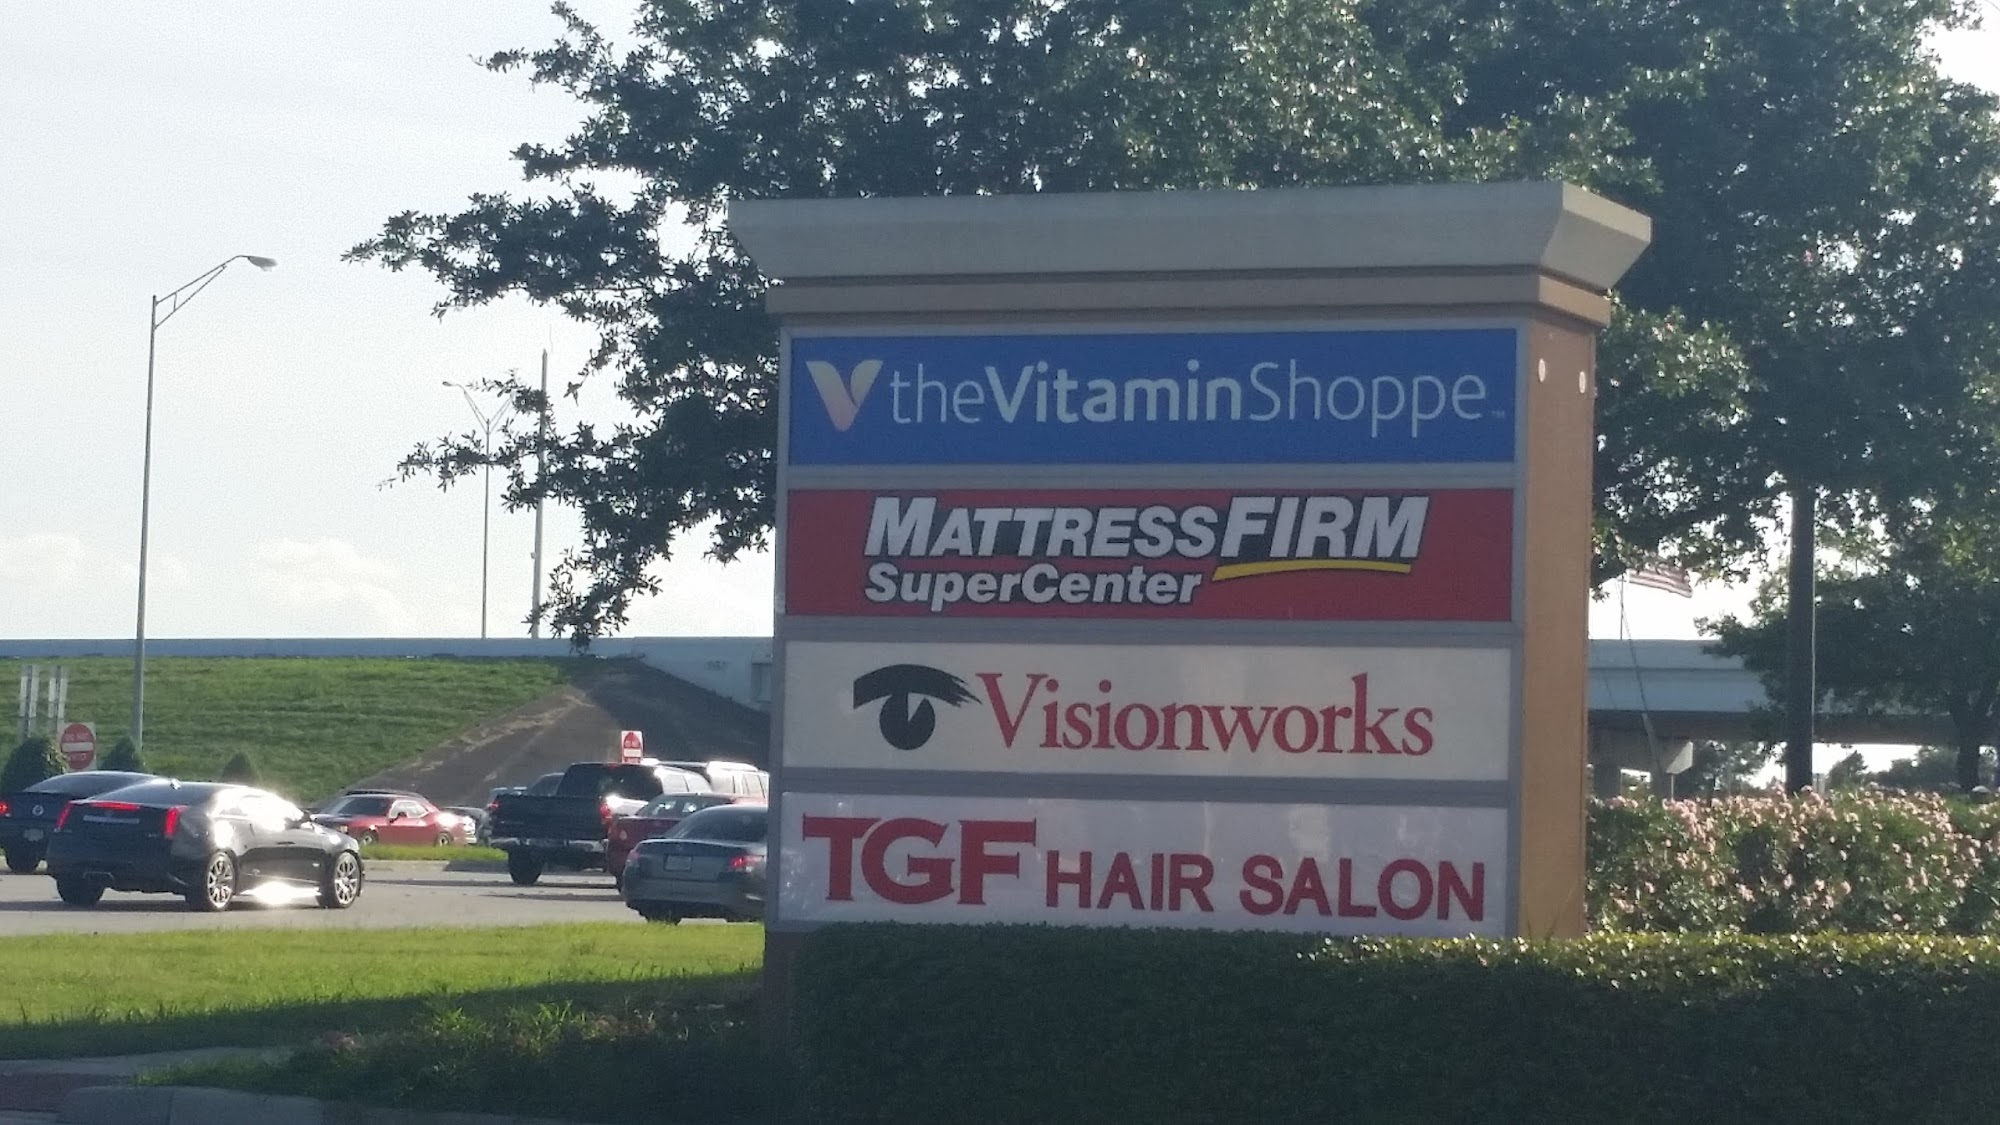 theVitaminShoppe
MATTRESSFIRM
SuperCenter
Visionworks
TGF HAIR SALON